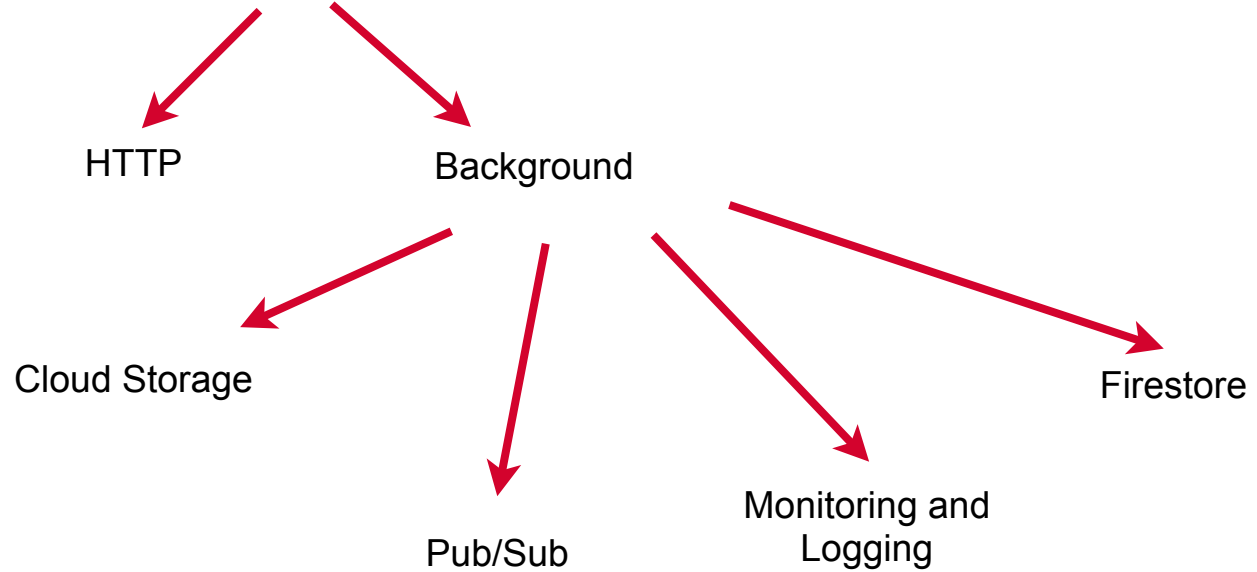 HTTP
Background
Cloud Storage
Firestore
Pub/Sub
Monitoring and
Logging